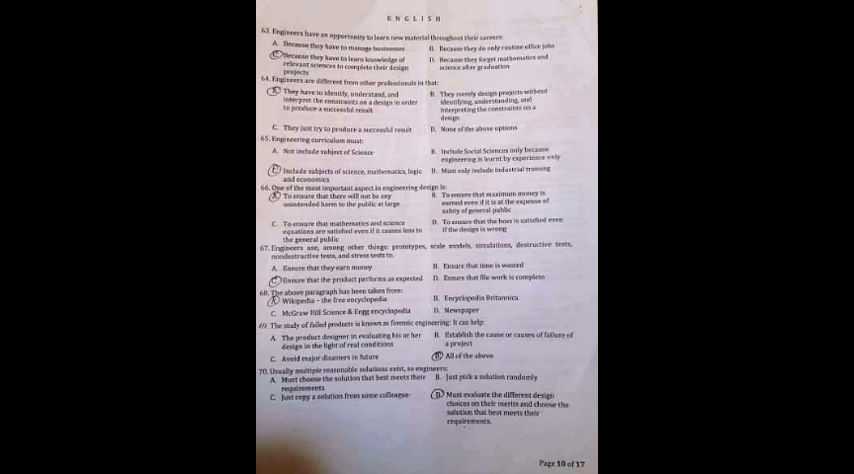 ENGLISH
63. Engineers have an opportunity to learn new material throughout their careers:
A. Because they have to manage businesses B. Because they do only routine office jobs
C. Because they have to learn knowledge of D. Because they forget mathematics and
relevant sciences to complete their design science after graduation
projects
64. Engineers are different from other professionals in that:
A. They have to identify, understand, and B. They merely design projects without
interpret the constraints on a design in order identifying, understanding, and
to produce a successful result interpreting the constraints on a
design
C. They just try to produce a successful result D. None of the above options
65. Engineering curriculum must:
A. Not include subject of Science B. Include Social Sciences only because
engineering is learnt by experience only
C. Include subjects of science, mathematics, logic D. Must only include industrial training
and economics
66. One of the most important aspect in engineering design is:
A. To ensure that there will not be any B. To ensure that maximum money is
unintended harm to the public at large earned even if it is at the expense of
safety of general public
C. To ensure that mathematics and science D. To ensure that the boss is satisfied even
equations are satisfied even if it causes loss to if the design is wrong
the general public
67. Engineers use, among other things: prototypes, scale models, simulations, destructive tests,
nondestructive tests, and stress tests to:
A. Ensure that they earn money B. Ensure that time is wasted
C. Ensure that the product performs as expected D. Ensure that file work is complete
68. The above paragraph has been taken from:
A. Wikipedia - the free encyclopedia B. Encyclopedia Britannica
C. McGraw Hill Science & Engg encyclopedia D. Newspaper
69. The study of failed products is known as forensic engineering; It can help:
A. The product designer in evaluating his or her B. Establish the cause or causes of failure of
design in the light of real conditions a project
C. Avoid major disasters in future D. All of the above
70. Usually multiple reasonable solutions exist, so engineers:
A. Must choose the solution that best meets their B. Just pick a solution randomly
requirements
C. Just copy a solution from some colleague D. Must evaluate the different design
choices on their merits and choose the
solution that best meets their
requirements.
Page 10 of 17